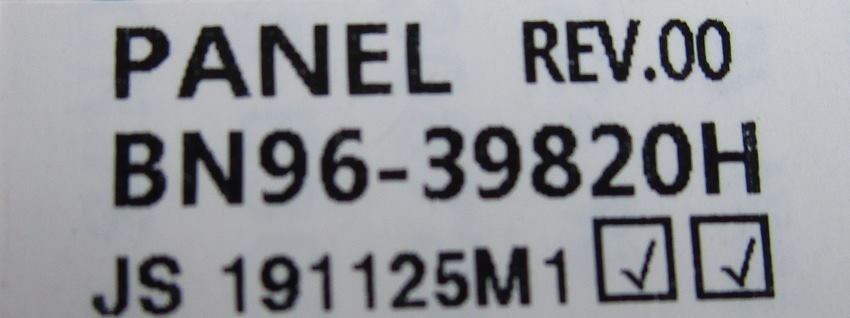 PANEL REV.00
BN96-39820H
JS 191125M1 ☑ ☑